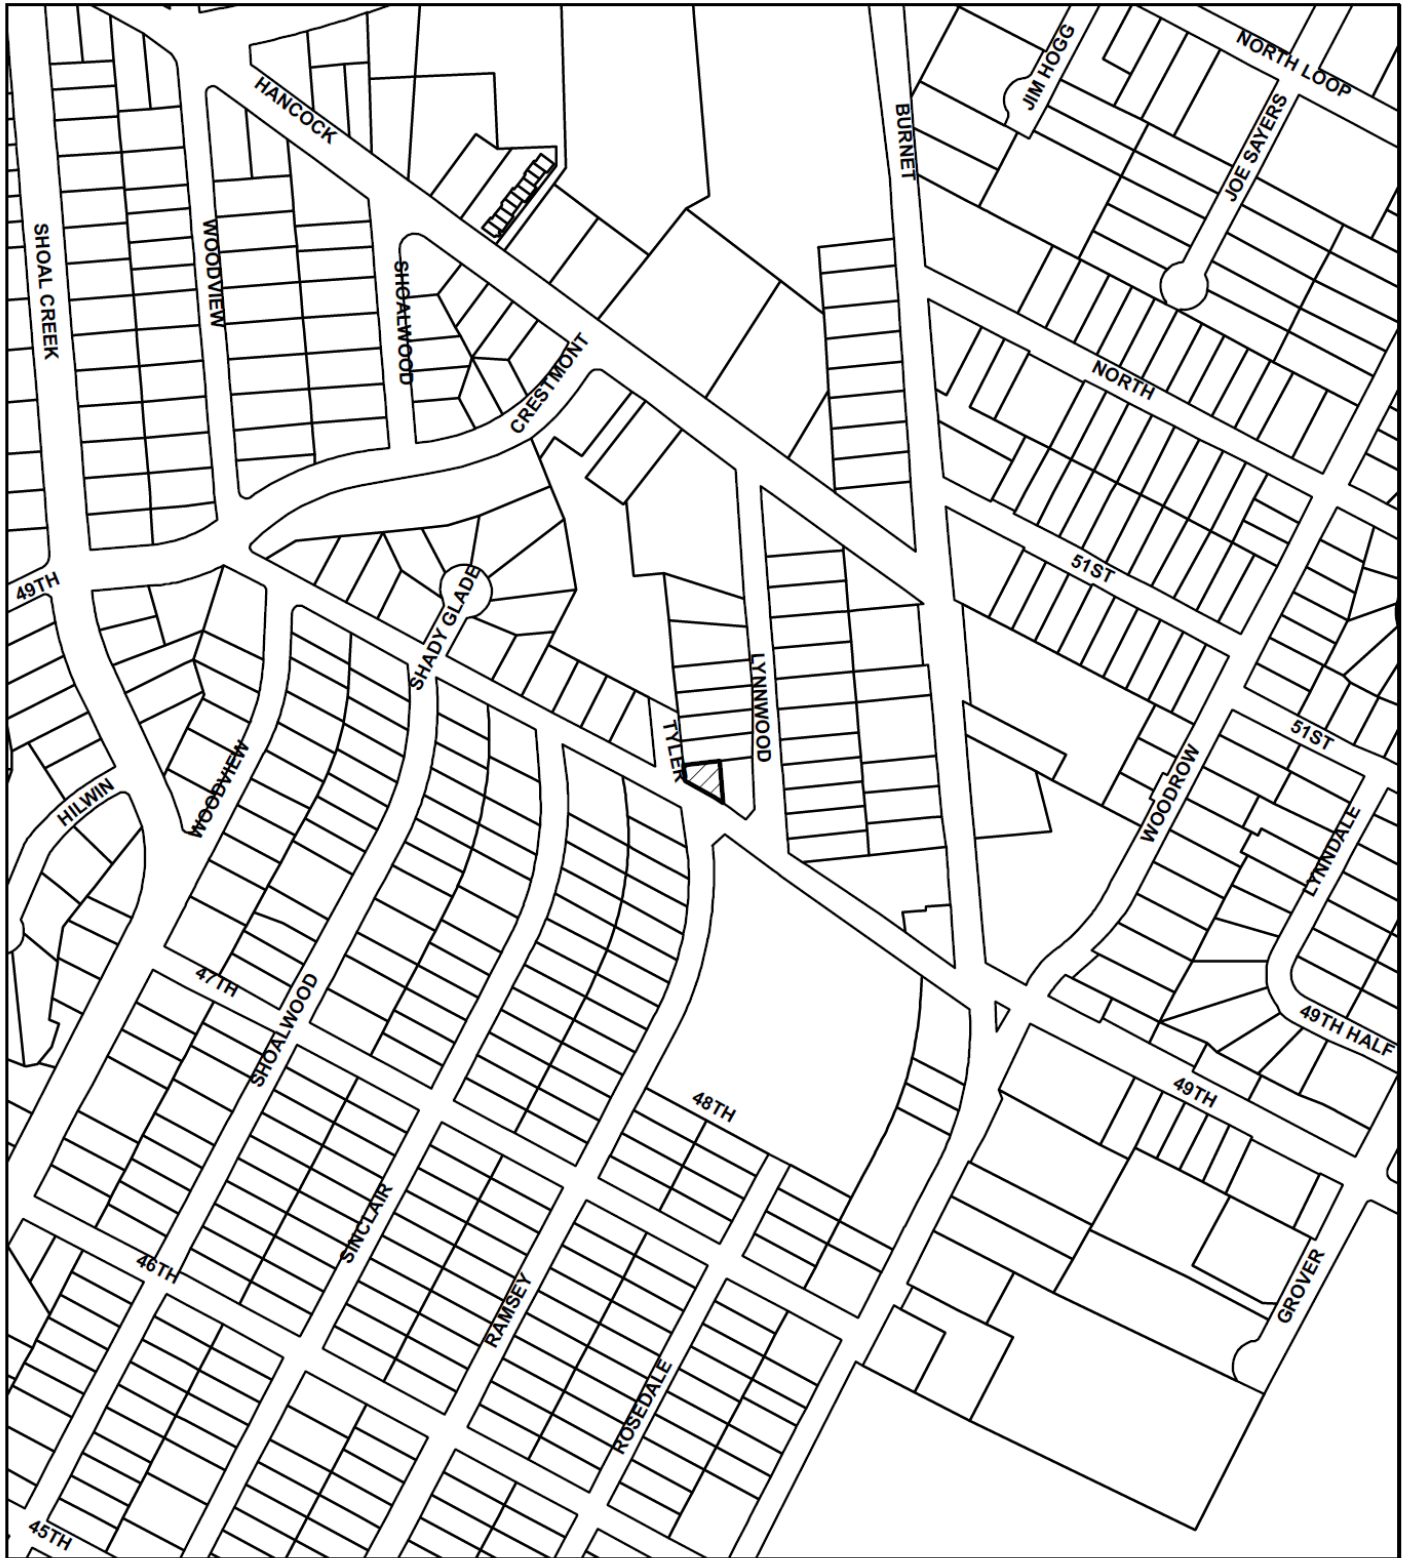 NORTH LOOP
JIM HOGG
HANCOCK
BURNET
JOE SAYERS
SHOAL CREEK
WOODVIEW
SHOALWOOD
CRESTMONT
NORTH
49TH
51ST
SHADY GLADE
LYNNWOOD
TYLER
51ST
WOODROW
WOODVIEW
HILWIN
LYNNDALE
47TH
SHOALWOOD
49TH HALF
48TH
49TH
SINCLAIR
46TH
RAMSEY
GROVER
ROSEDALE
45TH